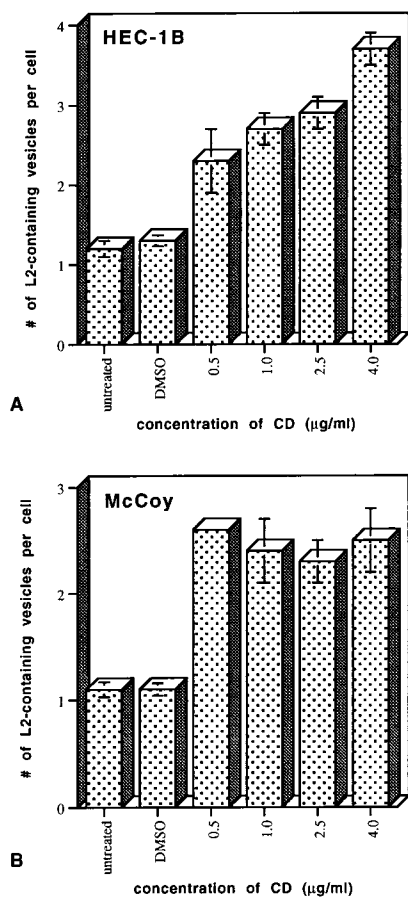 HEC-1B
# of L2-containing vesicles per cell
4
3
2
1
0
untreated
DMSO
0.5
1.0
2.5
4.0
A
concentration of CD (µg/ml)
McCoy
# of L2-containing vesicles per cell
3
2
1
0
untreated
DMSO
0.5
1.0
2.5
4.0
B
concentration of CD (µg/ml)